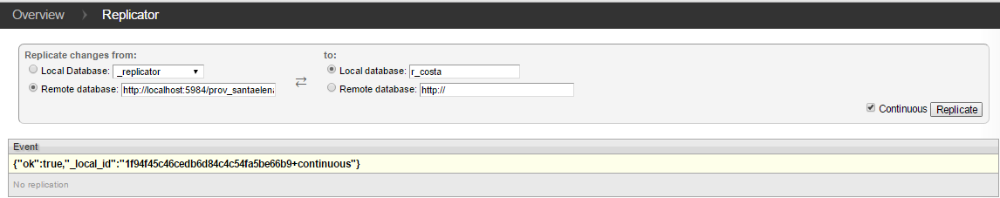 Overview › Replicator
Replicate changes from: to:
Local Database: _replicator Local database: r_costa
Remote database: http://localhost:5984/prov_santaelena Remote database: http://
Continuous Replicate
Event
{"ok":true,"_local_id":"1f94f45c46cedb6d84c4c54fa5be66b9+continuous"}
No replication